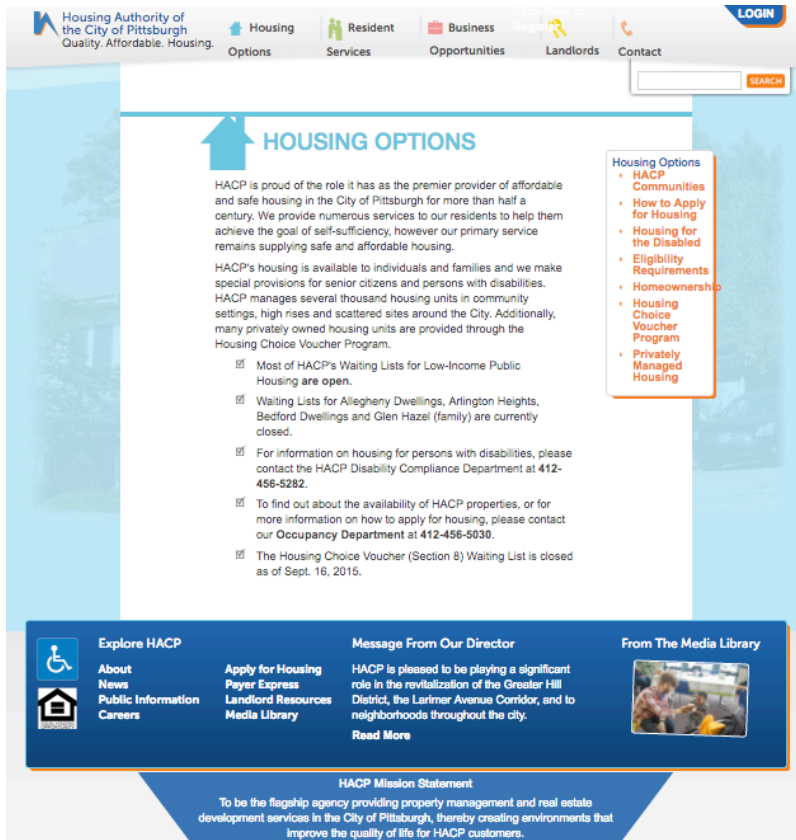 Housing Authority of
the City of Pittsburgh
Quality. Affordable. Housing.
Housing
Options
Resident
Services
Business
Opportunities
Landlords
Contact
LOGIN
SEARCH
HOUSING OPTIONS
HACP is proud of the role it has as the premier provider of affordable
and safe housing in the City of Pittsburgh for more than half a
century. We provide numerous services to our residents to help them
achieve the goal of self-sufficiency, however our primary service
remains supplying safe and affordable housing.
HACP's housing is available to individuals and families and we make
special provisions for senior citizens and persons with disabilities.
HACP manages several thousand housing units in community
settings, high rises and scattered sites around the City. Additionally,
many privately owned housing units are provided through the
Housing Choice Voucher Program.
Most of HACP's Waiting Lists for Low-Income Public
Housing are open.
Waiting Lists for Allegheny Dwellings, Arlington Heights,
Bedford Dwellings and Glen Hazel (family) are currently
closed.
For information on housing for persons with disabilities, please
contact the HACP Disability Compliance Department at 412-
456-5282.
To find out about the availability of HACP properties, or for
more information on how to apply for housing, please contact
our Occupancy Department at 412-456-5030.
The Housing Choice Voucher (Section 8) Waiting List is closed
as of Sept. 16, 2015.
Housing Options
HACP
Communities
How to Apply
for Housing
Housing for
the Disabled
Eligibility
Requirements
Homeownership
Housing
Choice
Voucher
Program
Privately
Managed
Housing
Explore HACP
About
News
Public Information
Careers
Apply for Housing
Payer Express
Landlord Resources
Media Library
Message From Our Director
HACP is pleased to be playing a significant
role in the revitalization of the Greater Hill
District, the Larimer Avenue Corridor, and to
neighborhoods throughout the city.
Read More
From The Media Library
HACP Mission Statement
To be the flagship agency providing property management and real estate
development services in the City of Pittsburgh, thereby creating environments that
improve the quality of life for HACP customers.